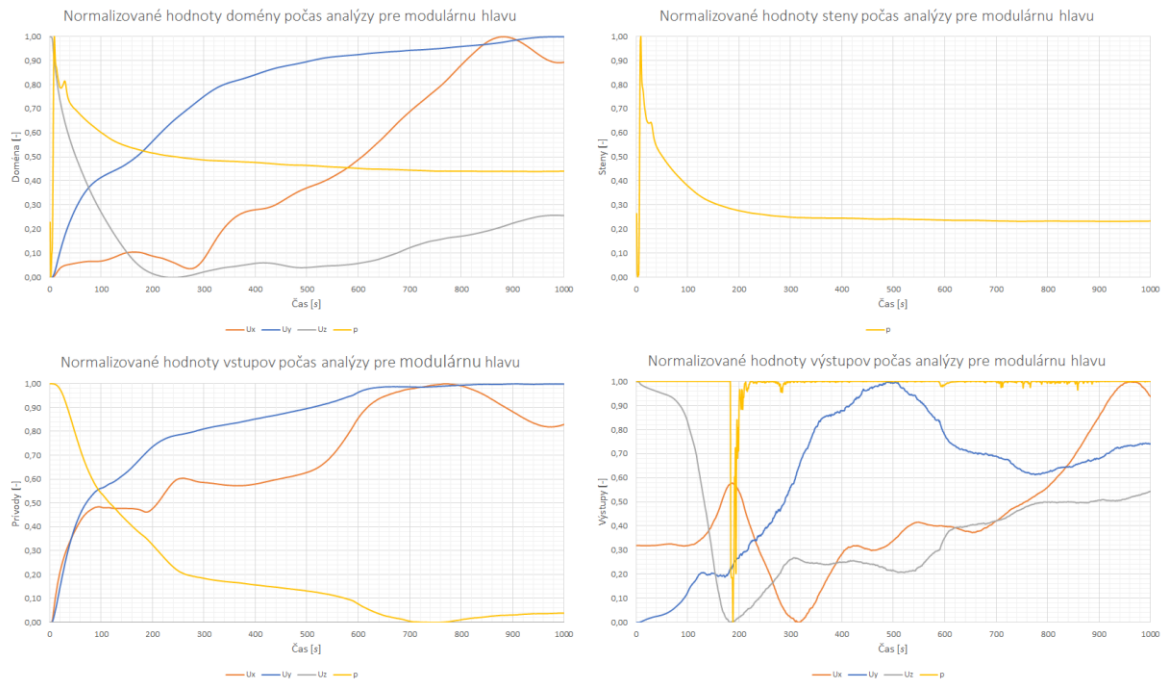 Normalizované hodnoty domény počas analýzy pre modulárnu hlavu
1,00
0,90
0,80
0,70
0,60
0,50
0,40
0,30
0,20
0,10
0,00
Doména [-]
0 100 200 300 400 500 600 700 800 900 1000
Čas [s]
Ux Uy Uz p
Normalizované hodnoty steny počas analýzy pre modulárnu hlavu
1,00
0,90
0,80
0,70
0,60
0,50
0,40
0,30
0,20
0,10
0,00
Steny [-]
0 100 200 300 400 500 600 700 800 900 1000
Čas [s]
p
Normalizované hodnoty vstupov počas analýzy pre modulárnu hlavu
1,00
0,90
0,80
0,70
0,60
0,50
0,40
0,30
0,20
0,10
0,00
Prívody [-]
0 100 200 300 400 500 600 700 800 900 1000
Čas [s]
Ux Uy Uz p
Normalizované hodnoty výstupov počas analýzy pre modulárnu hlavu
1,00
0,90
0,80
0,70
0,60
0,50
0,40
0,30
0,20
0,10
0,00
Výstupy [-]
0 100 200 300 400 500 600 700 800 900 1000
Čas [s]
Ux Uy Uz p